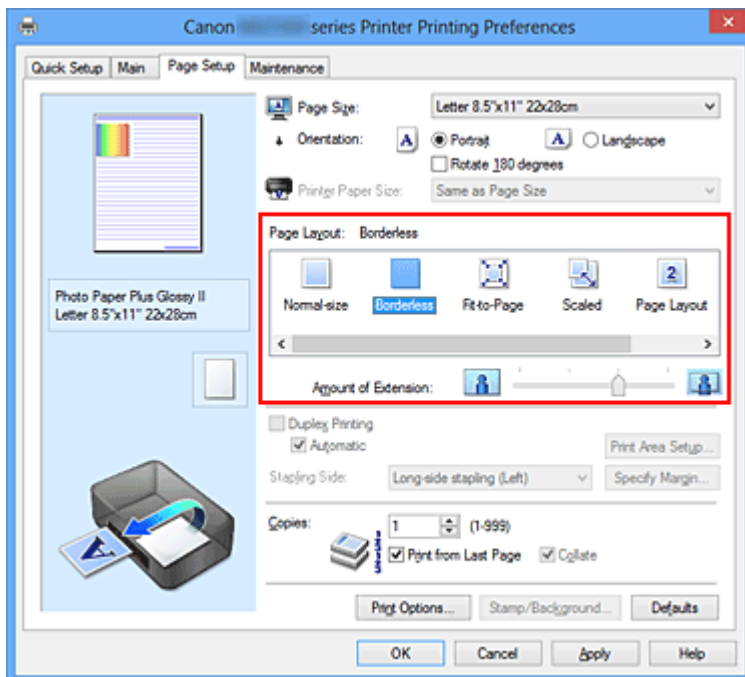 Canon series Printer Printing Preferences
Quick Setup Main Page Setup Maintenance
Page Size: Letter 8.5"x11" 22x28cm
Orientation: A Portrait A Landscape
Rotate 180 degrees
Printer Paper Size: Same as Page Size
Page Layout: Borderless
2
Normal-size Borderless Fit-to-Page Scaled Page Layout
Amount of Extension:
Photo Paper Plus Glossy II
Letter 8.5"x11" 22x28cm
Duplex Printing
Automatic Print Area Setup...
Stapling Side: Long-side stapling (Left) Specify Margin...
A
Copies: 1 (1-999)
Print from Last Page Collate
Print Options... Stamp/Background... Defaults
OK Cancel Apply Help